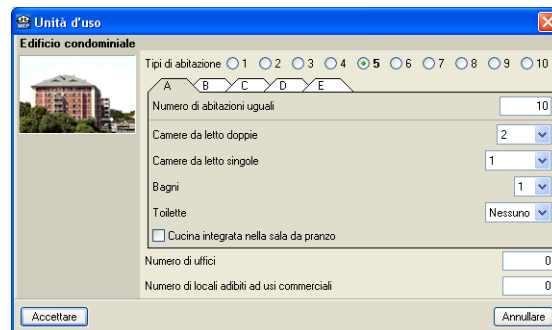 Unità d'uso
Edificio condominiale
Tipi di abitazione 1 2 3 4 5 6 7 8 9 10
A B C D E
Numero di abitazioni uguali 10
Camere da letto doppie 2
Camere da letto singole 1
Bagni 1
Toilette Nessuno
Cucina integrata nella sala da pranzo
Numero di uffici 0
Numero di locali adibiti ad usi commerciali 0
Accettare Annullare